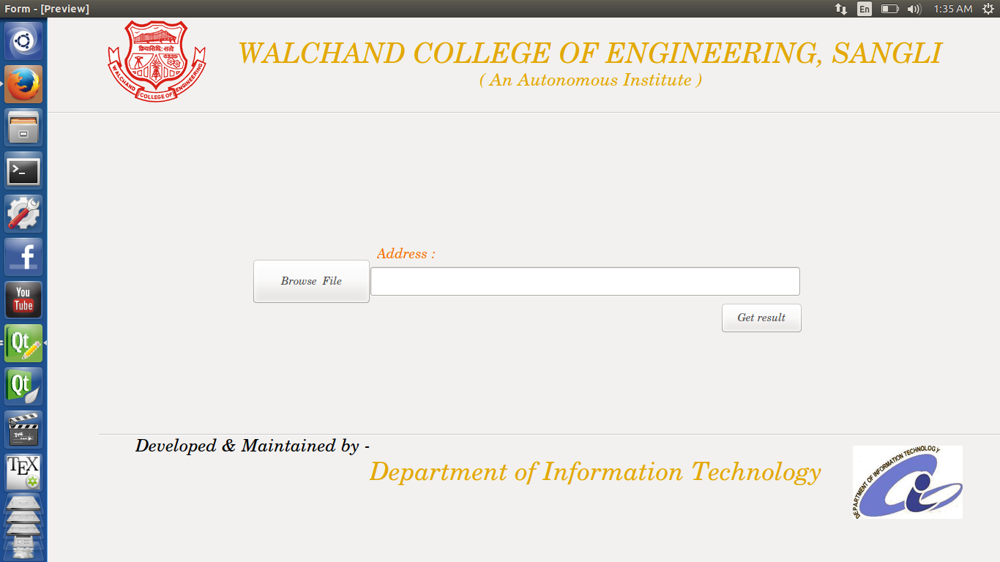 Form - [Preview]
En
1:35 AM
क्रियासिद्धि: सत्त्वे
WALCHAND COLLEGE OF ENGINEERING
WALCHAND COLLEGE OF ENGINEERING, SANGLI
( An Autonomous Institute )
Address :
Browse File
Get result
You
Tube
Qt
Qt
TEX
Developed & Maintained by -
Department of Information Technology
DEPARTMENT OF INFORMATION TECHNOLOGY